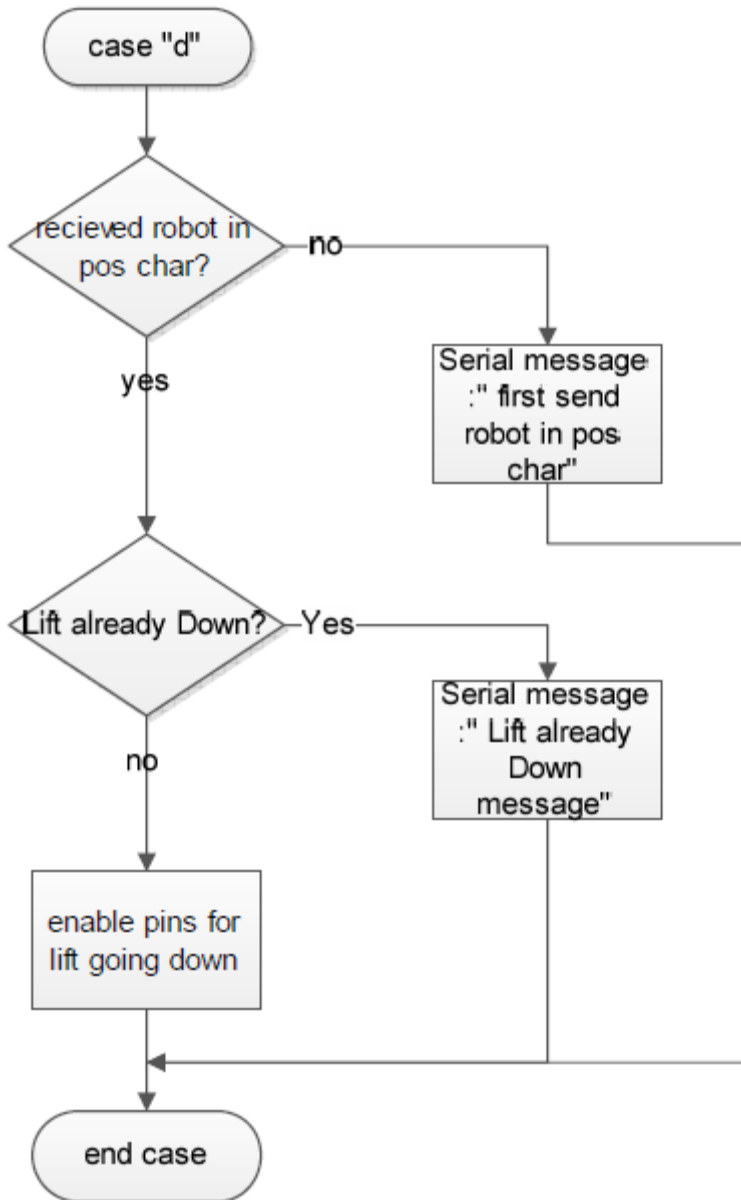 case "d"
recieved robot in
pos char?
no
yes
Serial message
:" first send
robot in pos
char"
Lift already Down?
Yes
no
Serial message
:" Lift already
Down
message"
enable pins for
lift going down
end case